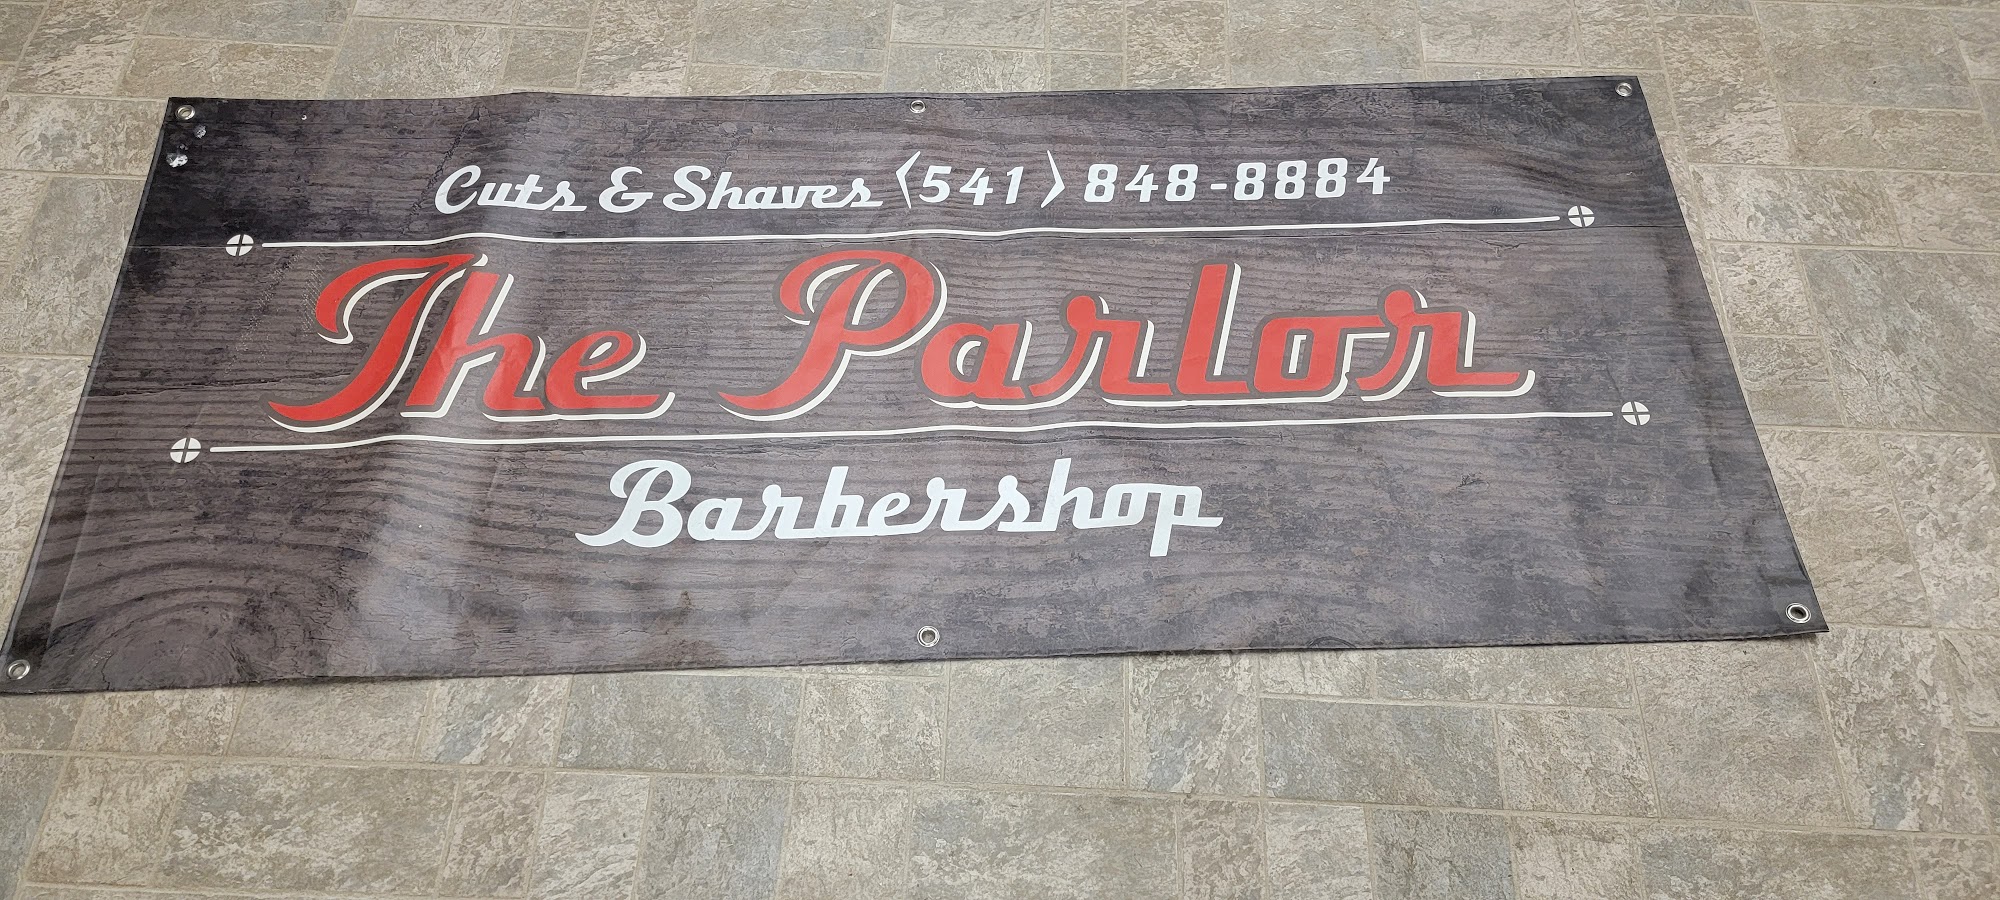 Cuts & Shaves (541) 848-8884
The Parlor
Barbershop